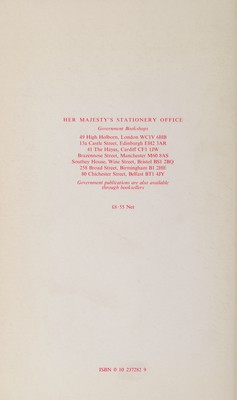 HER MAJESTY'S STATIONERY OFFICE
Government Bookshops
49 High Holborn, London WC1V 6HB
13a Castle Street, Edinburgh EH2 3AR
41 The Hayes, Cardiff CF1 1JW
Brazennose Street, Manchester M60 8AS
Southey House, Wine Street, Bristol BS1 2BQ
258 Broad Street, Birmingham B1 2HE
80 Chichester Street, Belfast BT1 4JY
Government publications are also available
through booksellers
£0·55 Net
ISBN 0 10 237202 9